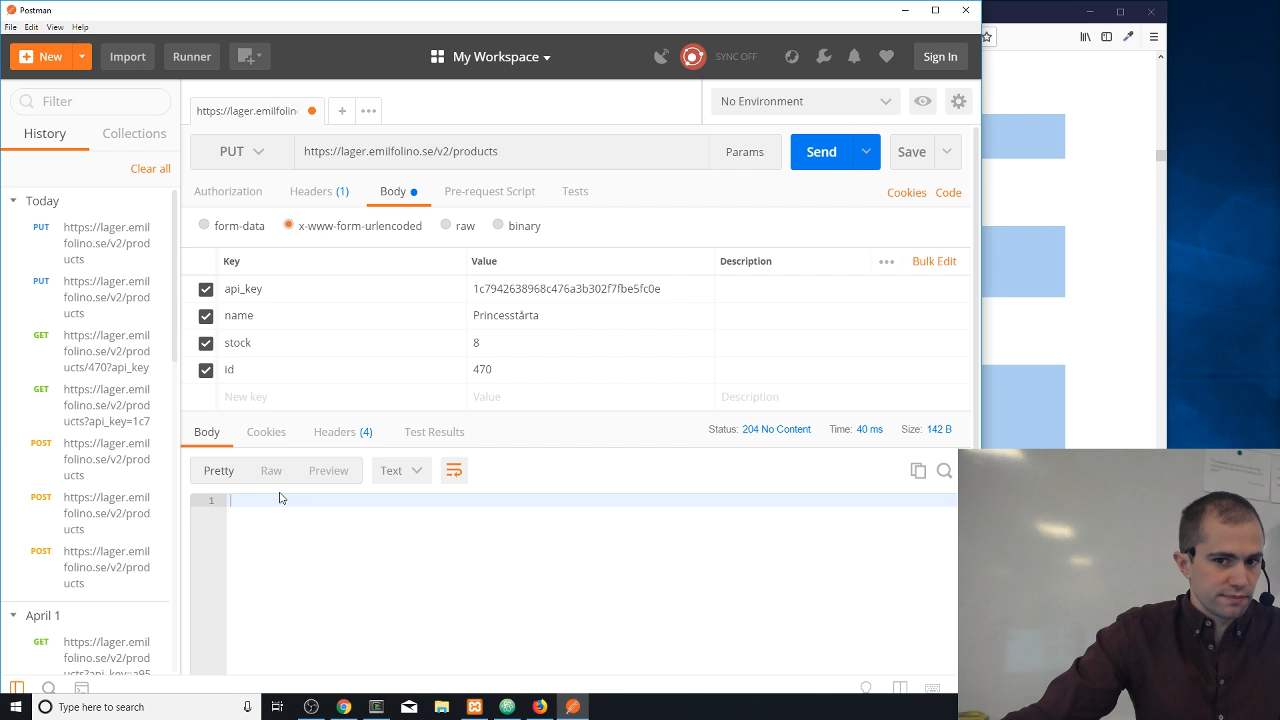 Postman
File Edit View Help
New Import Runner My Workspace SYNC OFF Sign In
Filter
History Collections
Clear all
Today
PUT https://lager.emil
folino.se/v2/prod
ucts
PUT https://lager.emil
folino.se/v2/prod
ucts
GET https://lager.emil
folino.se/v2/prod
ucts/470?api_key
GET https://lager.emil
folino.se/v2/prod
ucts?api_key=1c7
POST https://lager.emil
folino.se/v2/prod
ucts
POST https://lager.emil
folino.se/v2/prod
ucts
POST https://lager.emil
folino.se/v2/prod
ucts
April 1
GET https://lager.emil
folino.se/v2/prod
ucts?api_key=a95
https://lager.emilfolin
No Environment
PUT https://lager.emilfolino.se/v2/products Params Send Save
Authorization Headers (1) Body Pre-request Script Tests Cookies Code
form-data x-www-form-urlencoded raw binary
Key Value Description Bulk Edit
api_key 1c7942638968c476a3b302f7fbe5fc0e
name Princesstårta
stock 8
id 470
New key Value Description
Body Cookies Headers (4) Test Results Status: 204 No Content Time: 40 ms Size: 142 B
Pretty Raw Preview Text
1
Type here to search